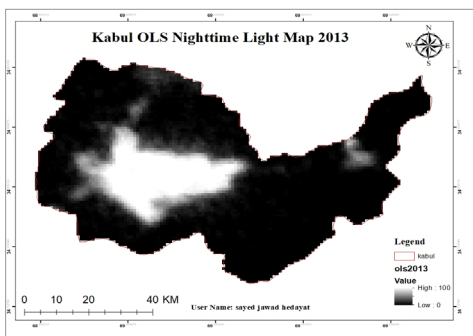 Kabul OLS Nighttime Light Map 2013
N
W
E
S
Legend
kabul
ols2013
Value
High : 100
Low : 0
0 10 20 40 KM
User Name: sayed jawad hedayat